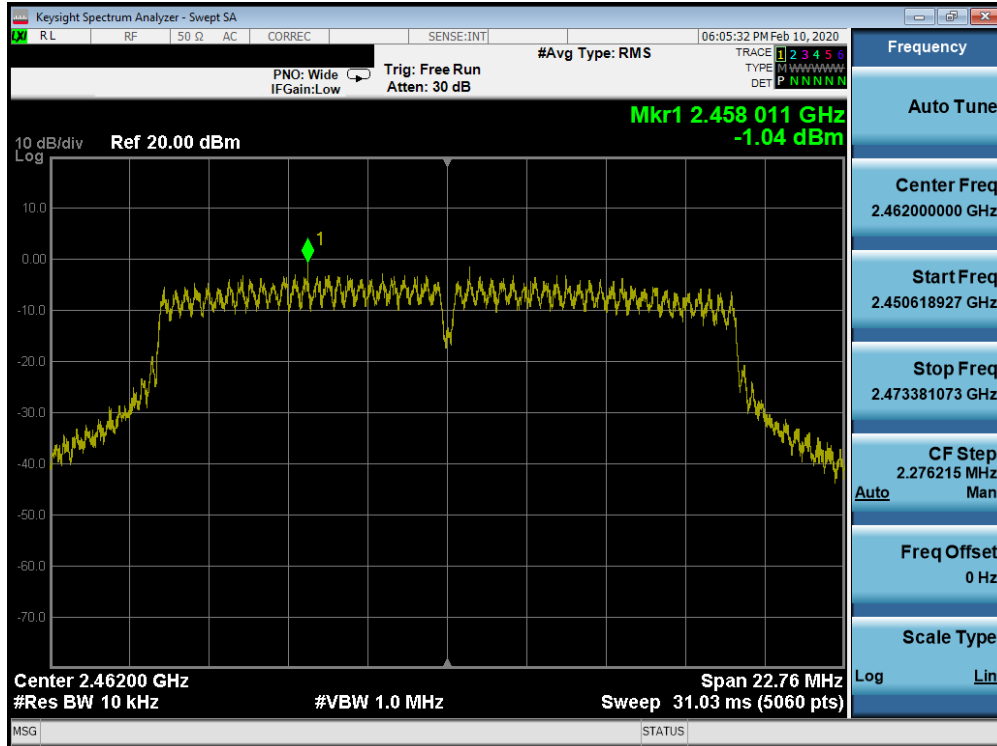 Keysight Spectrum Analyzer - Swept SA
LXI RL RF 50 Ω AC CORREC SENSE:INT 06:05:32 PM Feb 10, 2020
#Avg Type: RMS TRACE 1 2 3 4 5 6
PNO: Wide Trig: Free Run TYPE M WWWWW
IFGain:Low Atten: 30 dB DET P N N N N N
Mkr1 2.458 011 GHz
-1.04 dBm
10 dB/div Ref 20.00 dBm
Log
10.0
1
0.00
-10.0
-20.0
-30.0
-40.0
-50.0
-60.0
-70.0
Center 2.46200 GHz Span 22.76 MHz
#Res BW 10 kHz #VBW 1.0 MHz Sweep 31.03 ms (5060 pts)
MSG STATUS
Frequency
Auto Tune
Center Freq
2.462000000 GHz
Start Freq
2.450618927 GHz
Stop Freq
2.473381073 GHz
CF Step
2.276215 MHz
Auto Man
Freq Offset
0 Hz
Scale Type
Log Lin